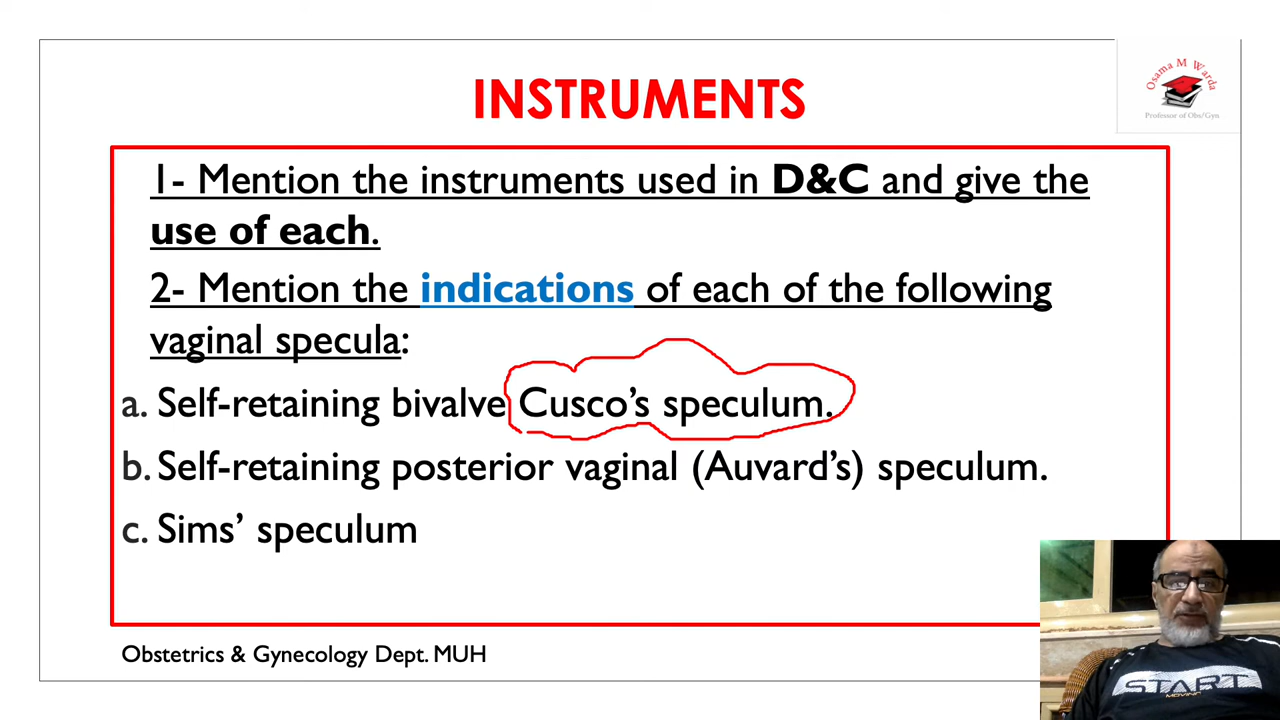 Osama M Warda
Professor of Obs/Gyn
INSTRUMENTS
1- Mention the instruments used in D&C and give the
use of each.
2- Mention the indications of each of the following
vaginal specula:
a. Self-retaining bivalve Cusco’s speculum.
b. Self-retaining posterior vaginal (Auvard’s) speculum.
c. Sims’ speculum
Obstetrics & Gynecology Dept. MUH
START
MOVING